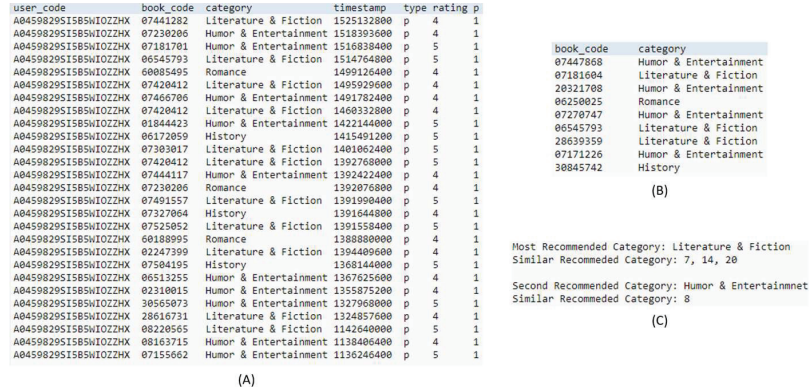 user_code book_code category timestamp type rating p
A0459829SI5B5WIOZZHX 07441282 Literature & Fiction 1525132800 p 4 1
A0459829SI5B5WIOZZHX 07230206 Humor & Entertainment 1518393600 p 4 1
A0459829SI5B5WIOZZHX 07181701 Humor & Entertainment 1516838400 p 5 1
A0459829SI5B5WIOZZHX 06545793 Literature & Fiction 1514764800 p 5 1
A0459829SI5B5WIOZZHX 60085495 Romance 1499126400 p 4 1
A0459829SI5B5WIOZZHX 07420412 Literature & Fiction 1495929600 p 4 1
A0459829SI5B5WIOZZHX 07466706 Humor & Entertainment 1491782400 p 4 1
A0459829SI5B5WIOZZHX 07420412 Literature & Fiction 1460332800 p 4 1
A0459829SI5B5WIOZZHX 01844423 Humor & Entertainment 1422144000 p 5 1
A0459829SI5B5WIOZZHX 06172059 History 1415491200 p 5 1
A0459829SI5B5WIOZZHX 07303017 Literature & Fiction 1401062400 p 5 1
A0459829SI5B5WIOZZHX 07420412 Literature & Fiction 1392768000 p 5 1
A0459829SI5B5WIOZZHX 07444117 Humor & Entertainment 1392422400 p 4 1
A0459829SI5B5WIOZZHX 07230206 Romance 1392076800 p 4 1
A0459829SI5B5WIOZZHX 07491557 Literature & Fiction 1391990400 p 5 1
A0459829SI5B5WIOZZHX 07327064 History 1391644800 p 4 1
A0459829SI5B5WIOZZHX 07525052 Literature & Fiction 1391558400 p 5 1
A0459829SI5B5WIOZZHX 60188995 Romance 1388880000 p 4 1
A0459829SI5B5WIOZZHX 02247399 Literature & Fiction 1394409600 p 4 1
A0459829SI5B5WIOZZHX 07504195 History 1368144000 p 5 1
A0459829SI5B5WIOZZHX 06513255 Humor & Entertainment 1367625600 p 4 1
A0459829SI5B5WIOZZHX 02310015 Humor & Entertainment 1355875200 p 4 1
A0459829SI5B5WIOZZHX 30565073 Humor & Entertainment 1327968000 p 5 1
A0459829SI5B5WIOZZHX 28616731 Literature & Fiction 1324857600 p 4 1
A0459829SI5B5WIOZZHX 08220565 Literature & Fiction 1142640000 p 5 1
A0459829SI5B5WIOZZHX 08163715 Humor & Entertainment 1138406400 p 4 1
A0459829SI5B5WIOZZHX 07155662 Humor & Entertainment 1136246400 p 5 1
(A)
book_code category
07447868 Humor & Entertainment
07181604 Literature & Fiction
20321708 Humor & Entertainment
06250025 Romance
07270747 Humor & Entertainment
06545793 Literature & Fiction
28639359 Literature & Fiction
07171226 Humor & Entertainment
30845742 History
(B)
Most Recommended Category: Literature & Fiction
Similar Recommeded Category: 7, 14, 20
Second Recommended Category: Humor & Entertainmnet
Similar Recommeded Category: 8
(C)